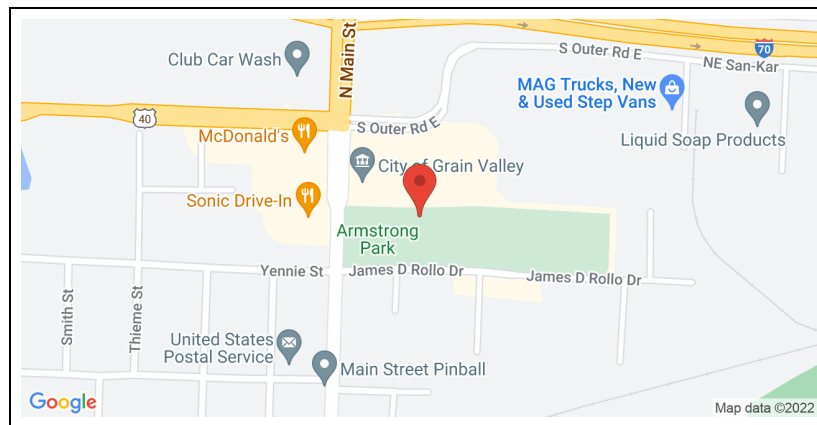 S Outer Rd E
70
NE San-Kar
Club Car Wash
N Main St
MAG Trucks, New
& Used Step Vans
40
S Outer Rd E
McDonald's
Liquid Soap Products
City of Grain Valley
Sonic Drive-In
Armstrong
Park
Yennie St
James D Rollo Dr
James D Rollo Dr
Smith St
Thieme St
United States
Postal Service
Main Street Pinball
Google
Map data ©2022